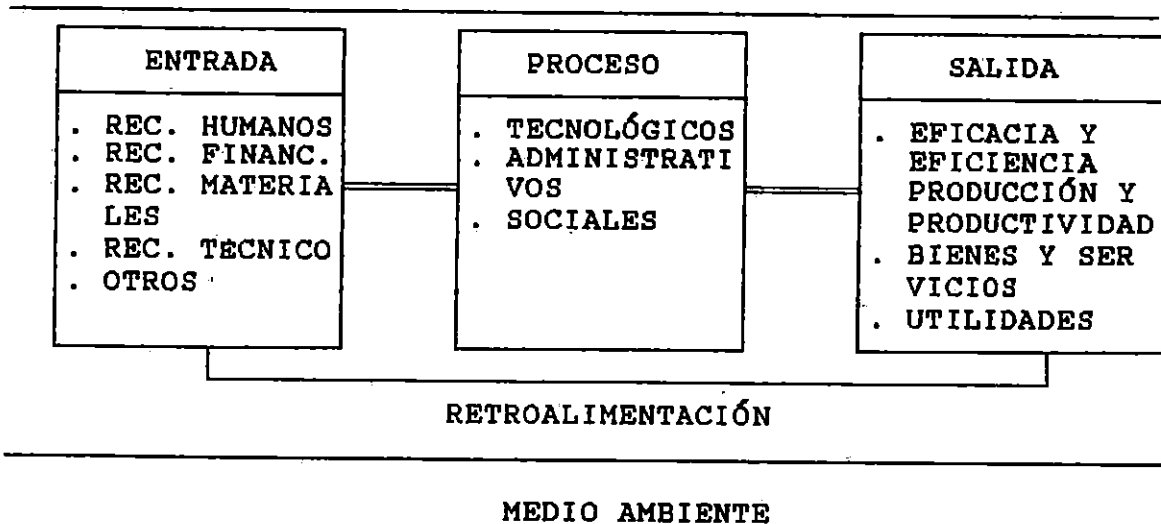 ENTRADA
. REC. HUMANOS
. REC. FINANC.
. REC. MATERIA
LES
. REC. TÉCNICO
. OTROS
PROCESO
. TECNOLÓGICOS
. ADMINISTRATI
VOS
. SOCIALES
SALIDA
. EFICACIA Y
EFICIENCIA
PRODUCCIÓN Y
PRODUCTIVIDAD
. BIENES Y SER
VICIOS
. UTILIDADES
RETROALIMENTACIÓN
MEDIO AMBIENTE